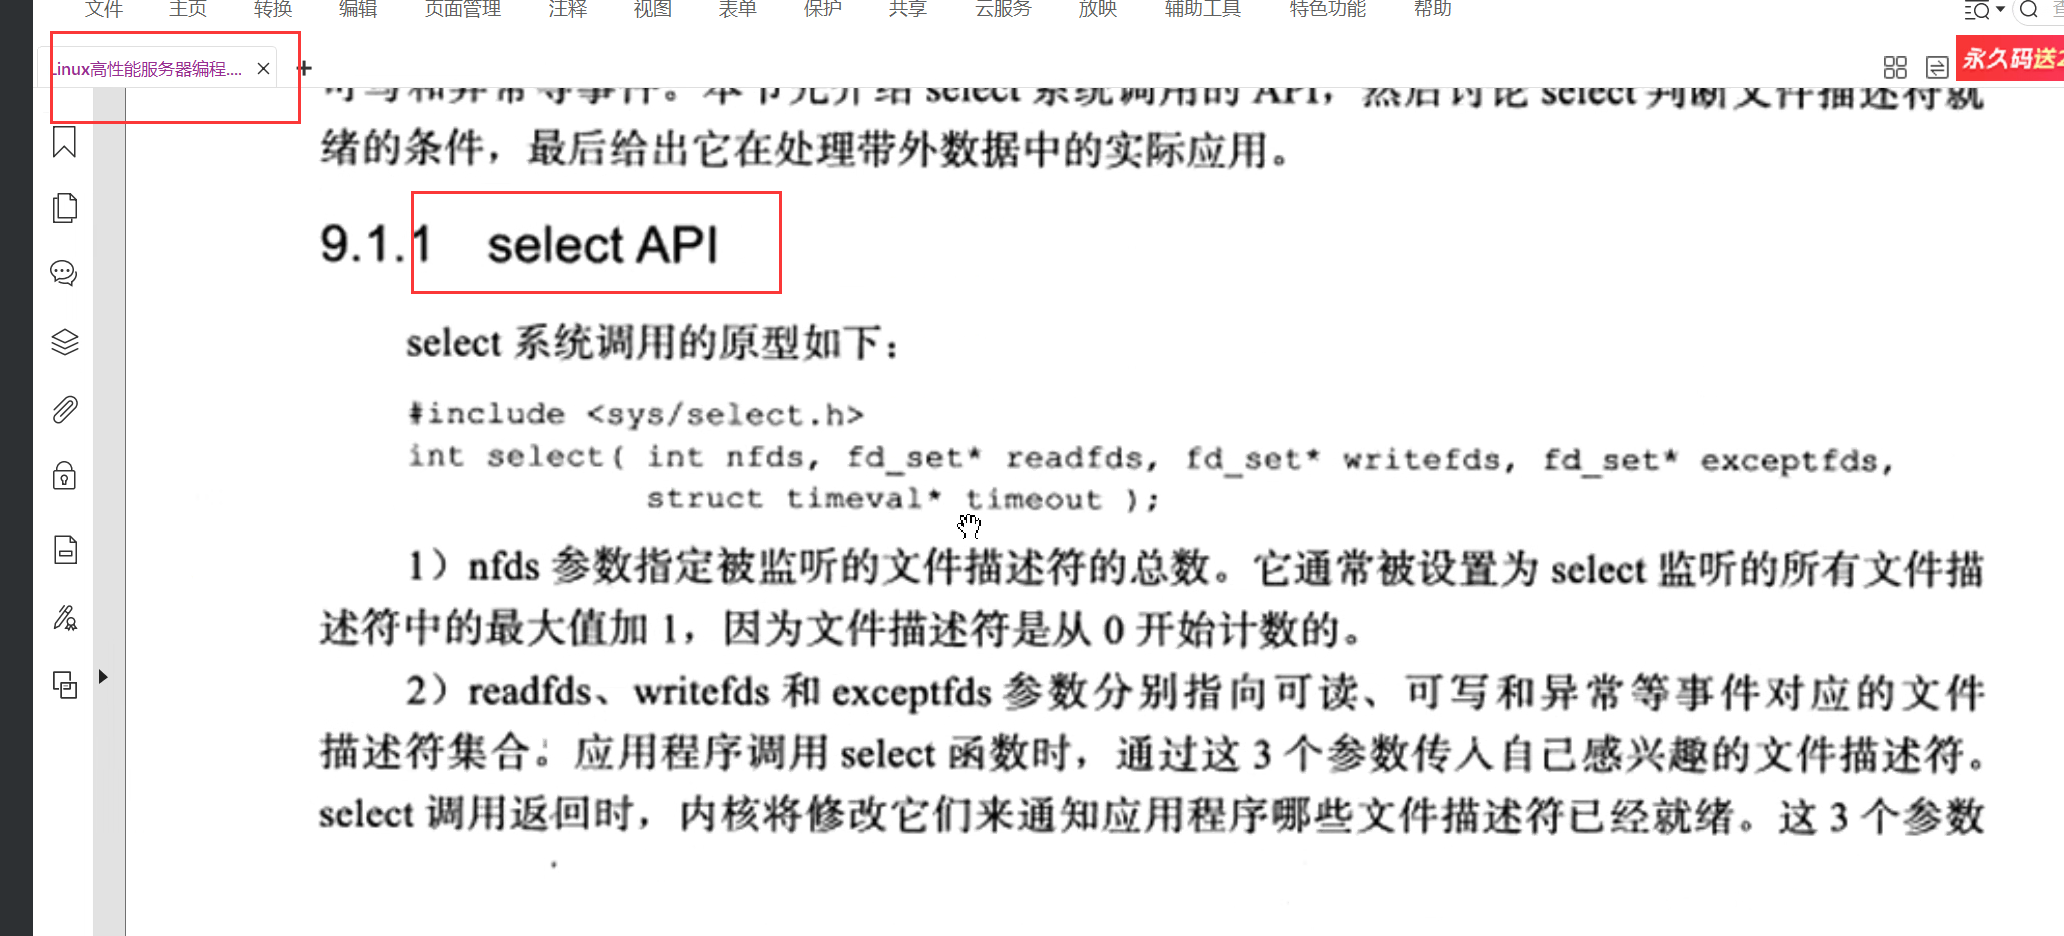 文件 主页 转换 编辑 页面管理 注释 视图 表单 保护 共享 云服务 放映 辅助工具 特色功能 帮助
Linux高性能服务器编程....
永久码送2
可写和异常等事件。本节先介绍 select 系统调用的 API，然后讨论 select 判断文件描述符就
绪的条件，最后给出它在处理带外数据中的实际应用。
9.1.1 select API
select 系统调用的原型如下：
#include <sys/select.h>
int select( int nfds, fd_set* readfds, fd_set* writefds, fd_set* exceptfds,
struct timeval* timeout );
1）nfds 参数指定被监听的文件描述符的总数。它通常被设置为 select 监听的所有文件描
述符中的最大值加 1，因为文件描述符是从 0 开始计数的。
2）readfds、writefds 和 exceptfds 参数分别指向可读、可写和异常等事件对应的文件
描述符集合。应用程序调用 select 函数时，通过这 3 个参数传入自己感兴趣的文件描述符。
select 调用返回时，内核将修改它们来通知应用程序哪些文件描述符已经就绪。这 3 个参数